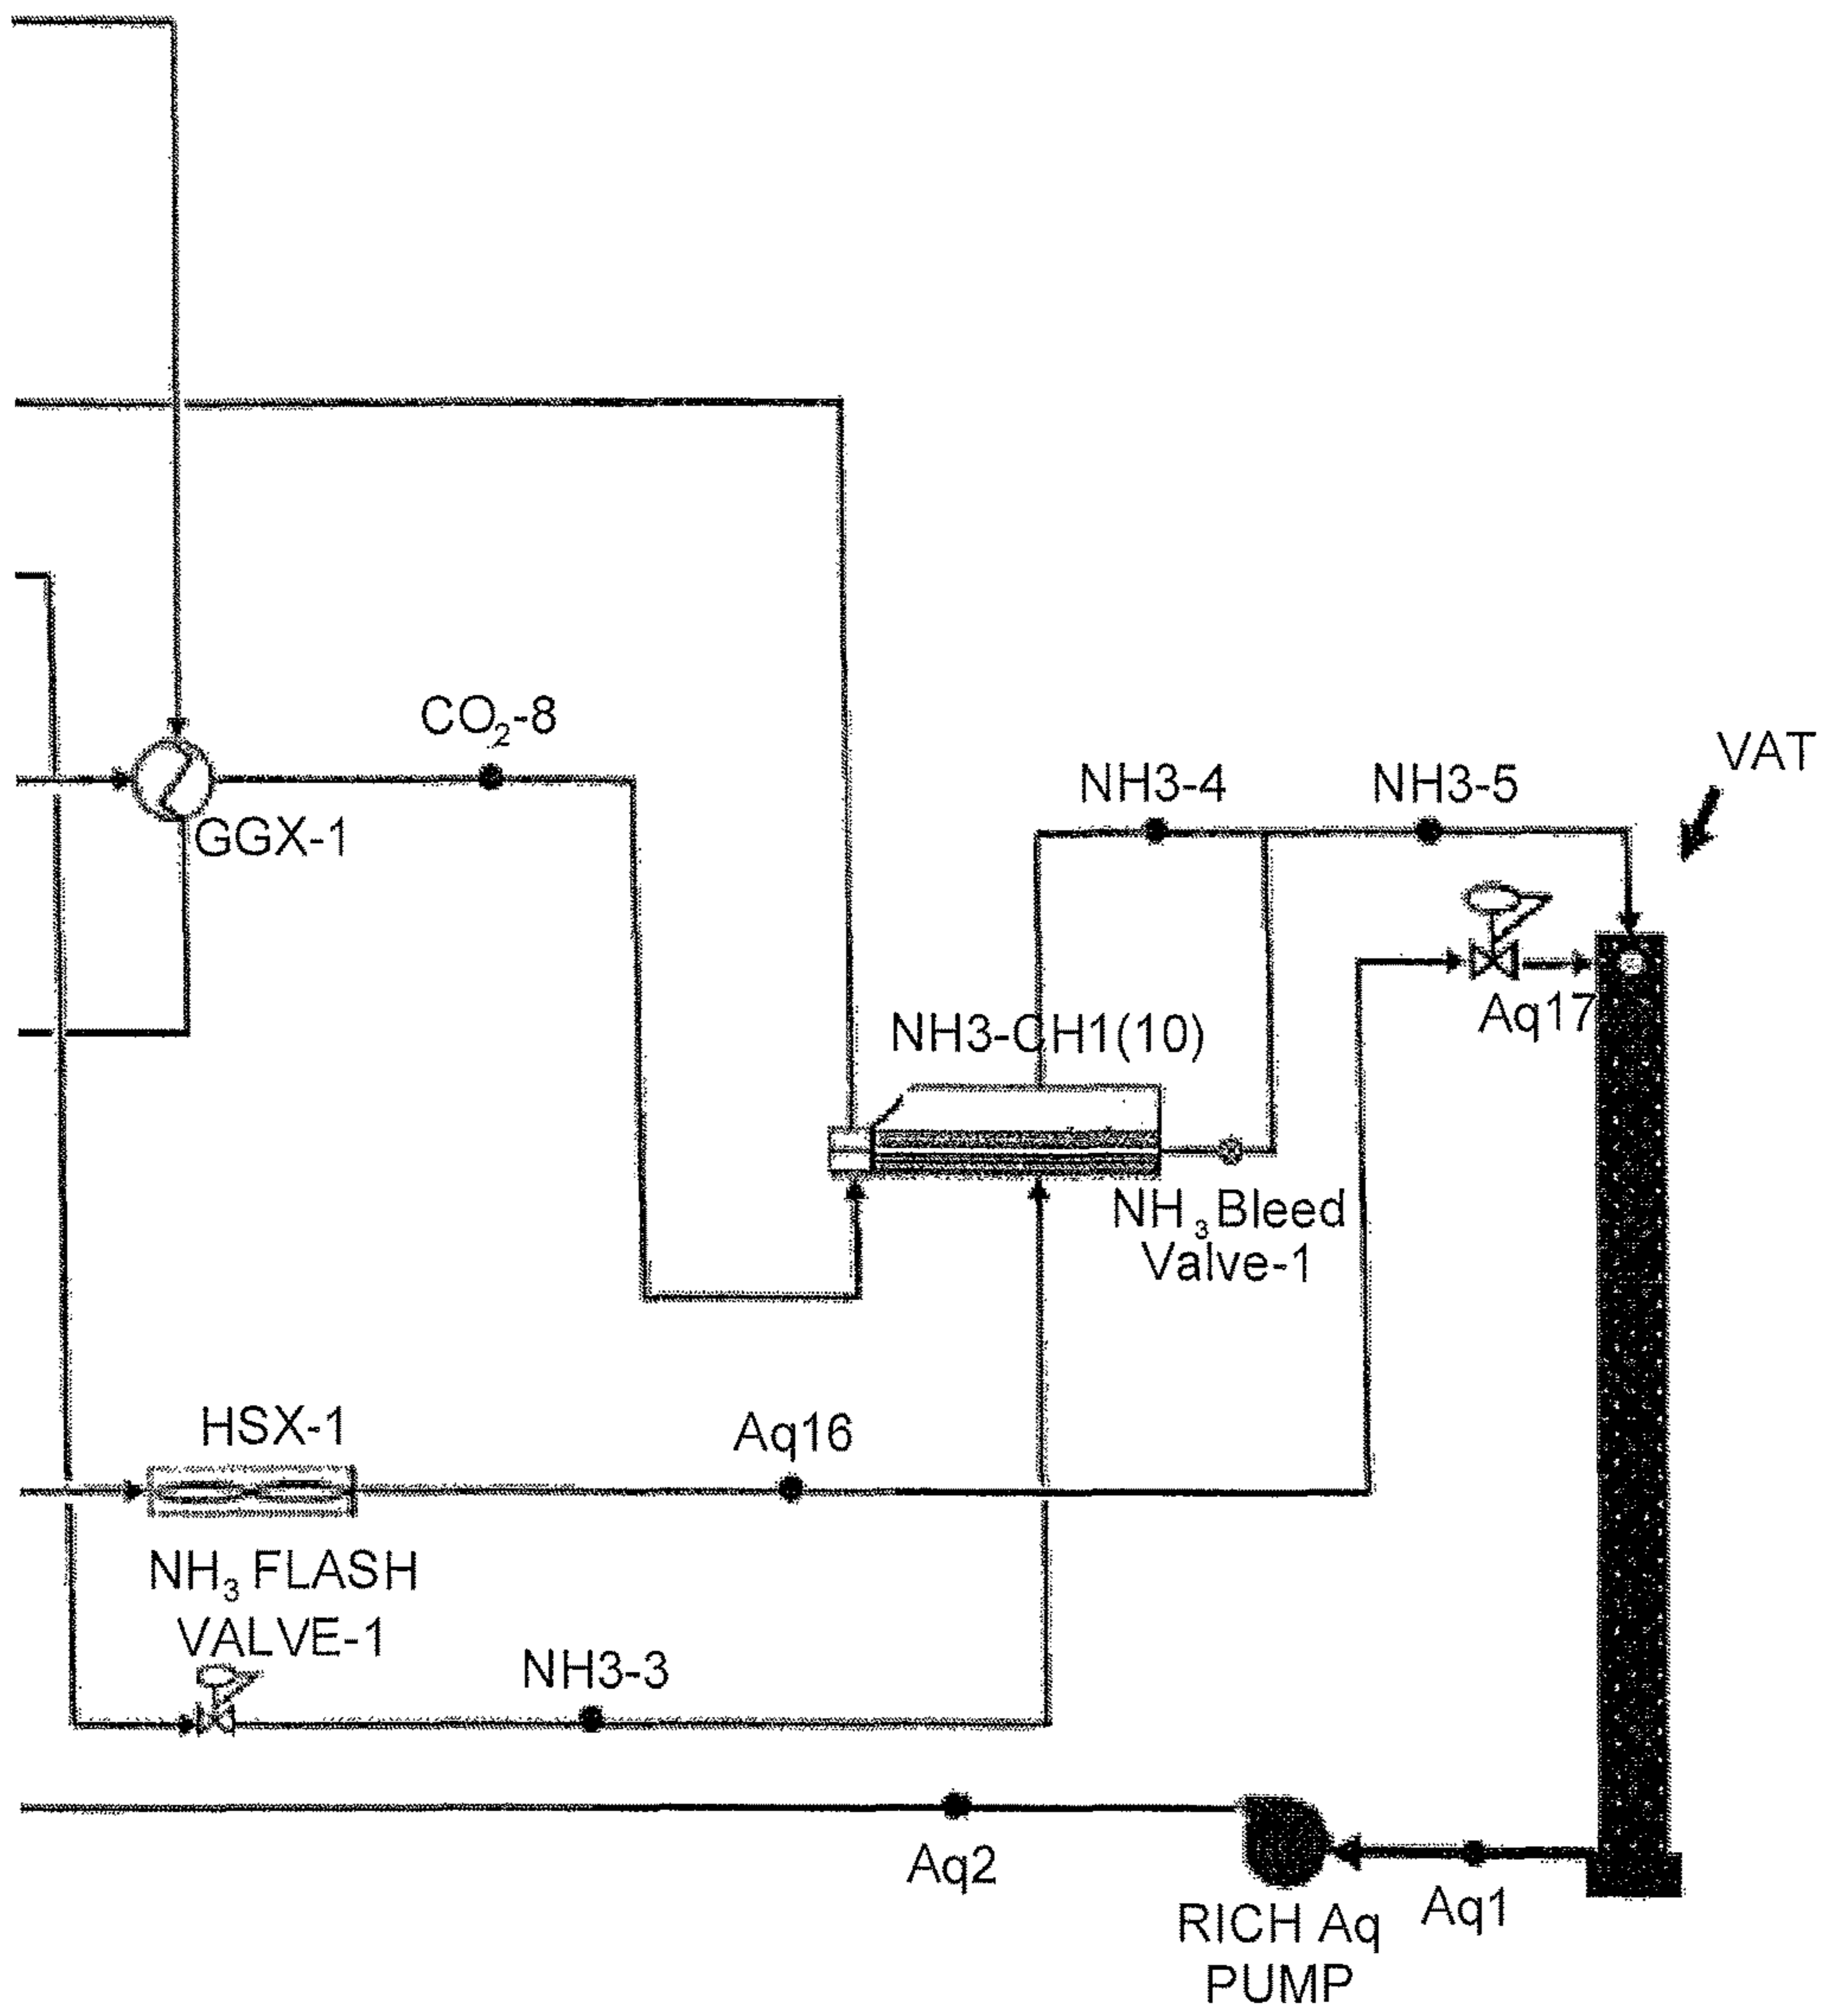 CO₂-8
VAT
NH3-4
NH3-5
GGX-1
Aq17
NH3-CH1(10)
NH₃ Bleed
Valve-1
HSX-1
Aq16
NH₃ FLASH
VALVE-1
NH3-3
Aq2
Aq1
RICH Aq
PUMP